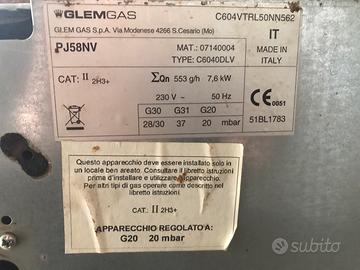 GLEMGAS
C604VTRL50NN562
GLEM GAS S.p.A. Via Modenese 4266 S.Cesario (Mo)
IT
PJ58NV
MAT.: 07140004
MADE IN
TYPE: C6040DLV
ITALY
CAT: II 2H3+
ΣQn 553 g/h 7,6 kW
230 V ~ 50 Hz
CE 0051
G30 G31 G20
28/30 37 20 mbar
51BL1783
Questo apparecchio deve essere installato solo in
un locale ben areato. Consultare il libretto istruzioni
prima d'installare e utilizzare l'apparecchio.
Per altri tipi di gas operare come descritto nel
libretto istruzioni.
CAT. II 2H3+
APPARECCHIO REGOLATO A:
G20 20 mbar
subito